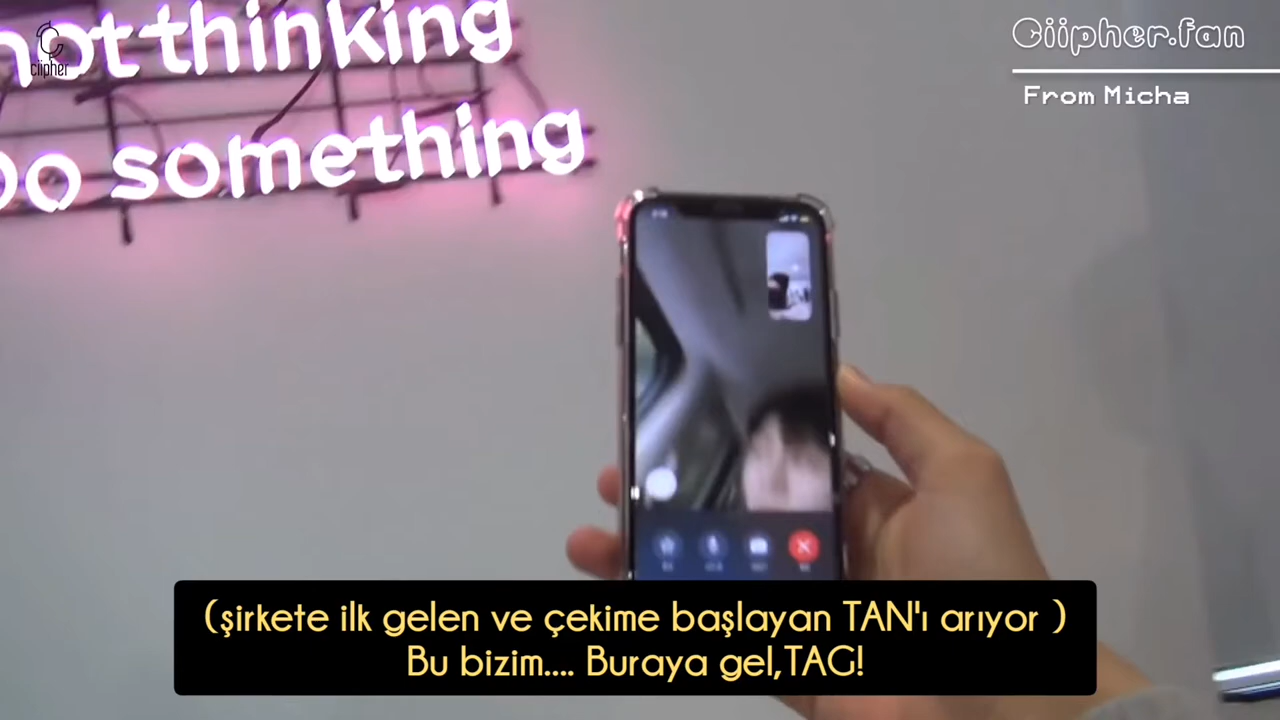 not thinking
Do something
ciipher
Ciipher.fan
From Micha
(şirkete ilk gelen ve çekime başlayan TAN'ı arıyor )
Bu bizim.... Buraya gel,TAG!